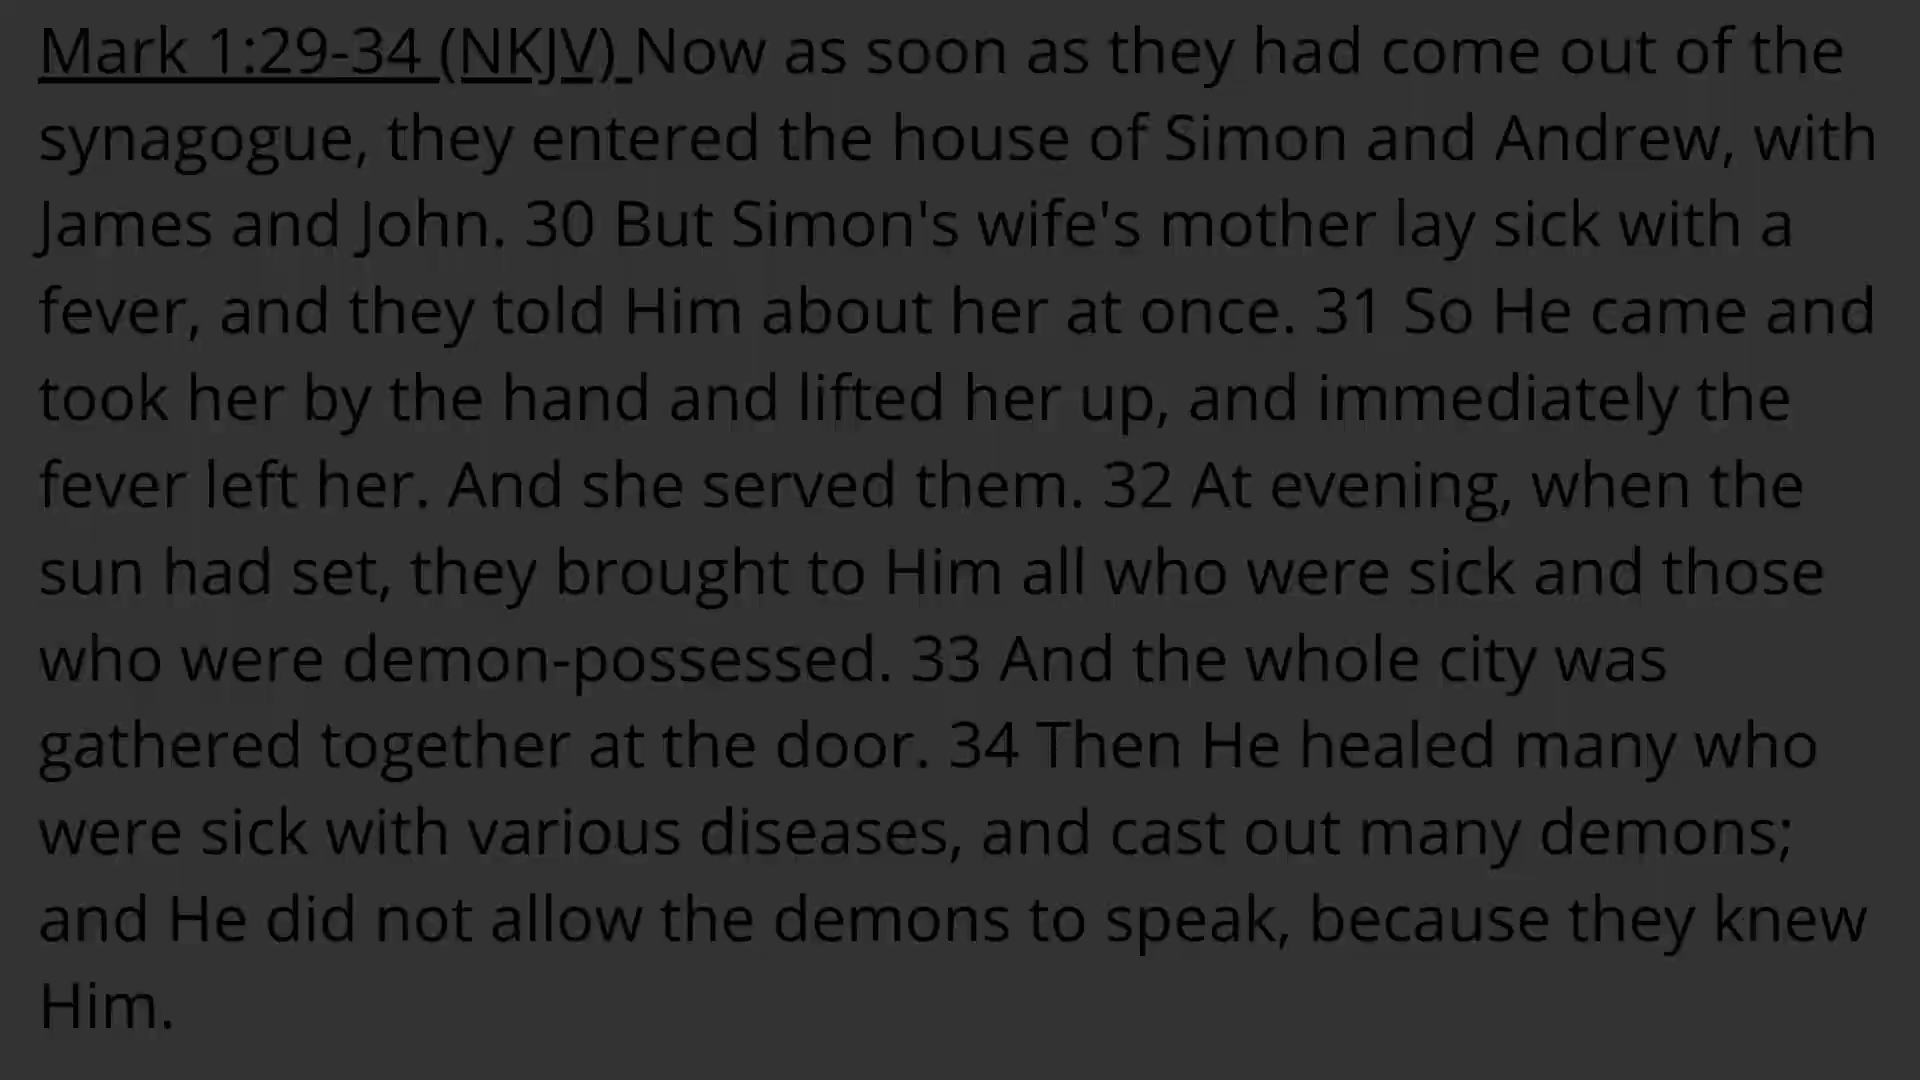 Mark 1:29-34 (NKJV) Now as soon as they had come out of the
synagogue, they entered the house of Simon and Andrew, with
James and John. 30 But Simon's wife's mother lay sick with a
fever, and they told Him about her at once. 31 So He came and
took her by the hand and lifted her up, and immediately the
fever left her. And she served them. 32 At evening, when the
sun had set, they brought to Him all who were sick and those
who were demon-possessed. 33 And the whole city was
gathered together at the door. 34 Then He healed many who
were sick with various diseases, and cast out many demons;
and He did not allow the demons to speak, because they knew
Him.